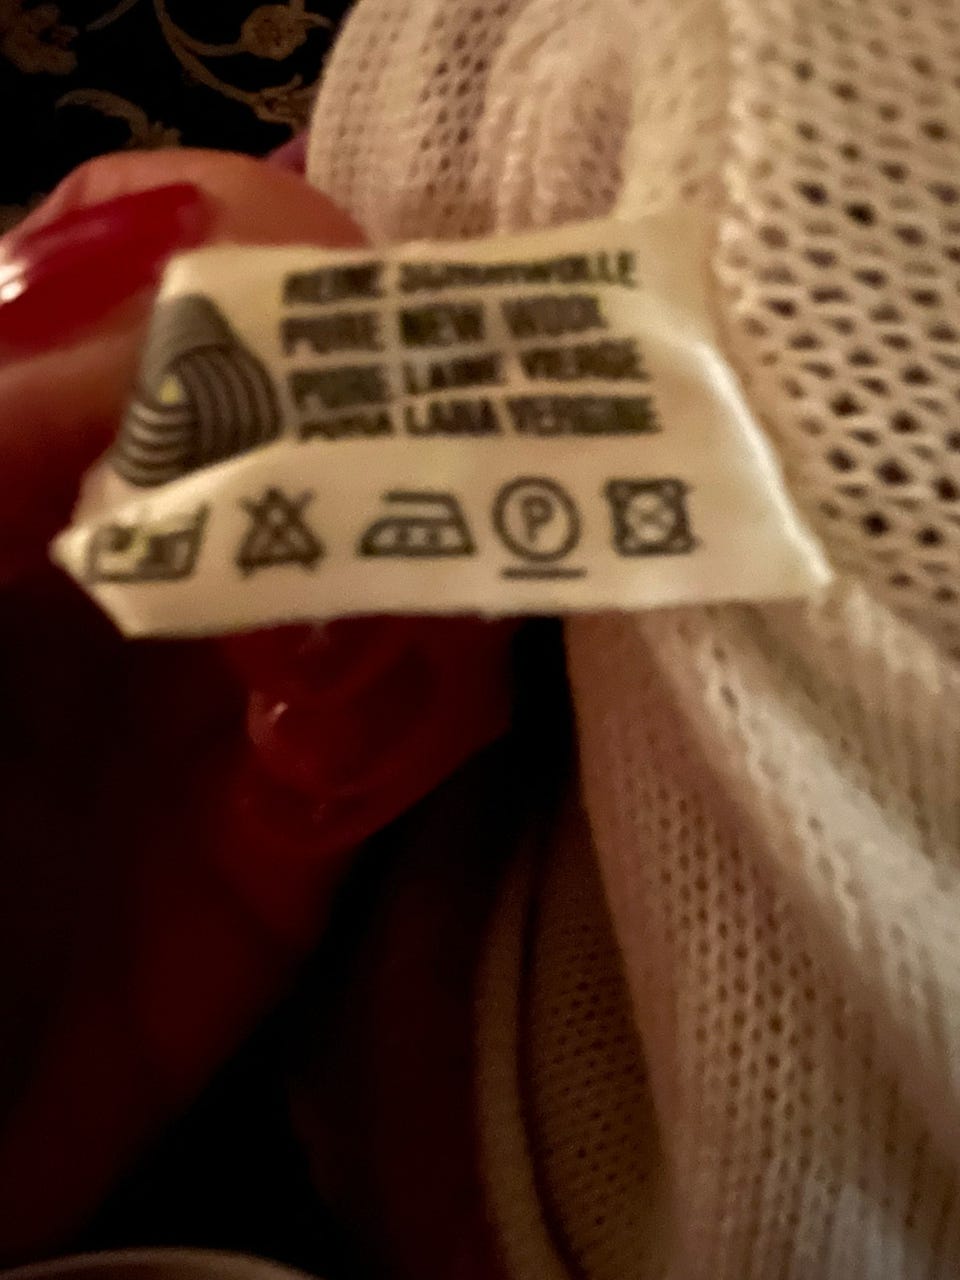 REINE SCHURWOLLE
PURE NEW WOOL
PURE LAINE VIERGE
PURA LANA VERGINE
P